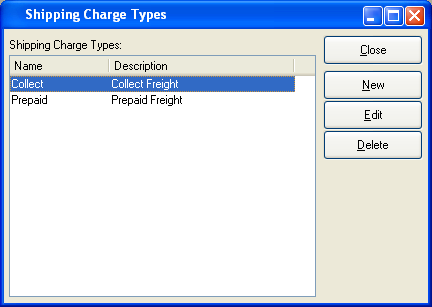 Shipping Charge Types
Shipping Charge Types:
Name Description
Collect Collect Freight
Prepaid Prepaid Freight
Close
New
Edit
Delete